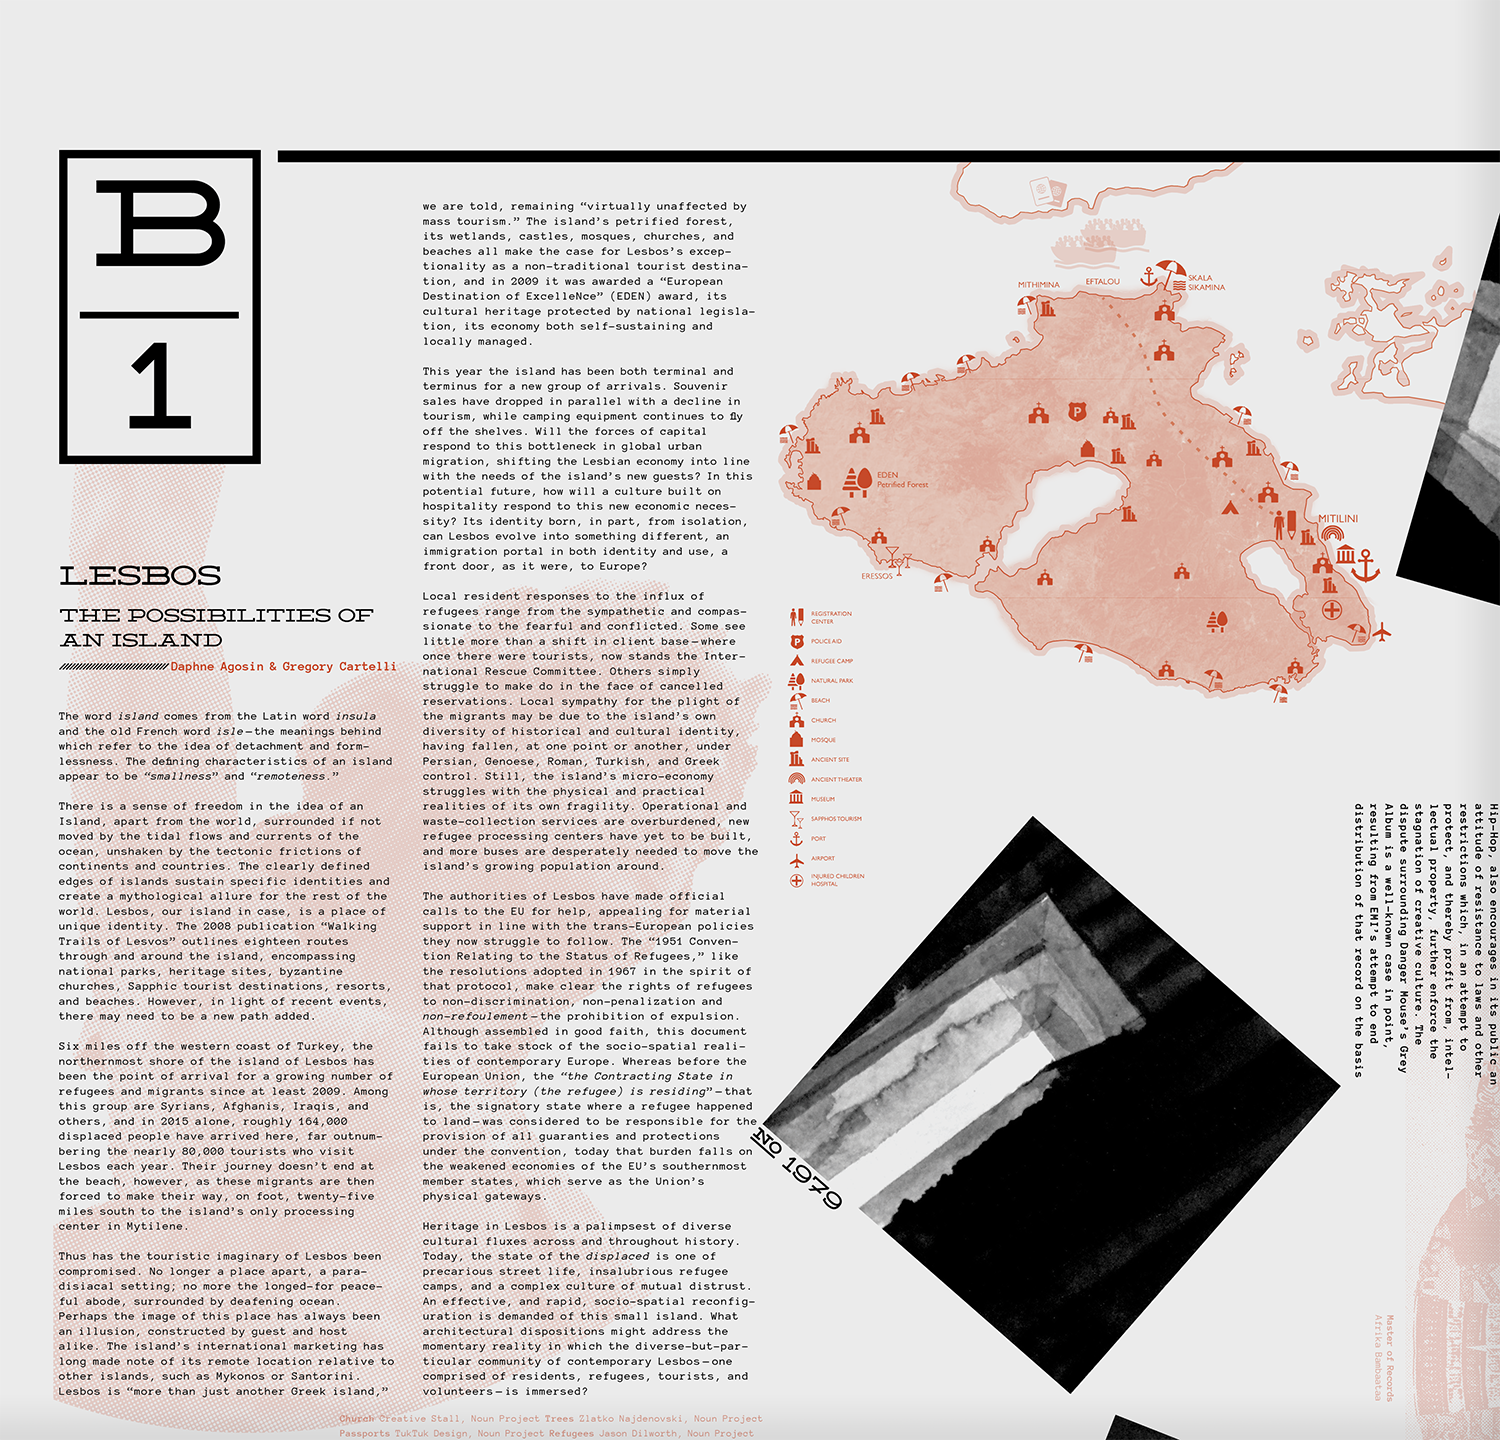 B
1
LESBOS
THE POSSIBILITIES OF
AN ISLAND
Daphne Agosin & Gregory Cartelli
The word island comes from the Latin word insula
and the old French word isle—the meanings behind
which refer to the idea of detachment and form-
lessness. The defining characteristics of an island
appear to be “smallness” and “remoteness.”
There is a sense of freedom in the idea of an
Island, apart from the world, surrounded if not
moved by the tidal flows and currents of the
ocean, unshaken by the tectonic frictions of
continents and countries. The clearly defined
edges of islands sustain specific identities and
create a mythological allure for the rest of the
world. Lesbos, our island in case, is a place of
unique identity. The 2008 publication “Walking
Trails of Lesvos” outlines eighteen routes
through and around the island, encompassing
national parks, heritage sites, byzantine
churches, Sapphic tourist destinations, resorts,
and beaches. However, in light of recent events,
there may need to be a new path added.
Six miles off the western coast of Turkey, the
northernmost shore of the island of Lesbos has
been the point of arrival for a growing number of
refugees and migrants since at least 2009. Among
this group are Syrians, Afghanis, Iraqis, and
others, and in 2015 alone, roughly 164,000
displaced people have arrived here, far outnum-
bering the nearly 80,000 tourists who visit
Lesbos each year. Their journey doesn’t end at
the beach, however, as these migrants are then
forced to make their way, on foot, twenty-five
miles south to the island’s only processing
center in Mytilene.
Thus has the touristic imaginary of Lesbos been
compromised. No longer a place apart, a para-
disiacal setting; no more the longed-for peace-
ful abode, surrounded by deafening ocean.
Perhaps the image of this place has always been
an illusion, constructed by guest and host
alike. The island’s international marketing has
long made note of its remote location relative to
other islands, such as Mykonos or Santorini.
Lesbos is “more than just another Greek island,”
we are told, remaining “virtually unaffected by
mass tourism.” The island’s petrified forest,
its wetlands, castles, mosques, churches, and
beaches all make the case for Lesbos’s excep-
tionality as a non-traditional tourist destina-
tion, and in 2009 it was awarded a “European
Destination of ExcelleNce” (EDEN) award, its
cultural heritage protected by national legisla-
tion, its economy both self-sustaining and
locally managed.
This year the island has been both terminal and
terminus for a new group of arrivals. Souvenir
sales have dropped in parallel with a decline in
tourism, while camping equipment continues to fly
off the shelves. Will the forces of capital
respond to this bottleneck in global urban
migration, shifting the Lesbian economy into line
with the needs of the island’s new guests? In this
potential future, how will a culture built on
hospitality respond to this new economic neces-
sity? Its identity born, in part, from isolation,
can Lesbos evolve into something different, an
immigration portal in both identity and use, a
front door, as it were, to Europe?
Local resident responses to the influx of
refugees range from the sympathetic and compas-
sionate to the fearful and conflicted. Some see
little more than a shift in client base—where
once there were tourists, now stands the Inter-
national Rescue Committee. Others simply
struggle to make do in the face of cancelled
reservations. Local sympathy for the plight of
the migrants may be due to the island’s own
diversity of historical and cultural identity,
having fallen, at one point or another, under
Persian, Genoese, Roman, Turkish, and Greek
control. Still, the island’s micro-economy
struggles with the physical and practical
realities of its own fragility. Operational and
waste-collection services are overburdened, new
refugee processing centers have yet to be built,
and more buses are desperately needed to move the
island’s growing population around.
The authorities of Lesbos have made official
calls to the EU for help, appealing for material
support in line with the trans-European policies
they now struggle to follow. The “1951 Conven-
tion Relating to the Status of Refugees,” like
the resolutions adopted in 1967 in the spirit of
that protocol, make clear the rights of refugees
to non-discrimination, non-penalization and
non-refoulement—the prohibition of expulsion.
Although assembled in good faith, this document
fails to take stock of the socio-spatial reali-
ties of contemporary Europe. Whereas before the
European Union, the “the Contracting State in
whose territory (the refugee) is residing”—that
is, the signatory state where a refugee happened
to land—was considered to be responsible for the
provision of all guaranties and protections
under the convention, today that burden falls on
the weakened economies of the EU’s southernmost
member states, which serve as the Union’s
physical gateways.
Heritage in Lesbos is a palimpsest of diverse
cultural fluxes across and throughout history.
Today, the state of the displaced is one of
precarious street life, insalubrious refugee
camps, and a complex culture of mutual distrust.
An effective, and rapid, socio-spatial reconfig-
uration is demanded of this small island. What
architectural dispositions might address the
momentary reality in which the diverse-but-par-
ticular community of contemporary Lesbos—one
comprised of residents, refugees, tourists, and
volunteers—is immersed?
Church Creative Stall, Noun Project Trees Zlatko Najdenovski, Noun Project
Passports TukTuk Design, Noun Project Refugees Jason Dilworth, Noun Project
MITHIMINA
EFTALOU
SKALA
SIKAMINA
P
EDEN
Petrified Forest
MITILINI
ERESSOS
REGISTRATION
CENTER
P
POLICE AID
REFUGEE CAMP
NATURAL PARK
BEACH
CHURCH
MOSQUE
ANCIENT SITE
ANCIENT THEATER
MUSEUM
SAPPHOS TOURISM
PORT
AIRPORT
INJURED CHILDREN
HOSPITAL
No 1979
Hip-Hop, also encourages in its public an
attitude of resistance to laws and other
restrictions which, in an attempt to
protect, and thereby profit from, intel-
lectual property, further enforce the
stagnation of creative culture. The
dispute surrounding Danger Mouse’s Grey
Album is a well-known case in point,
resulting from EMI’s attempt to end
distribution of that record on the basis
Master of Records
Afrika Bambaataa